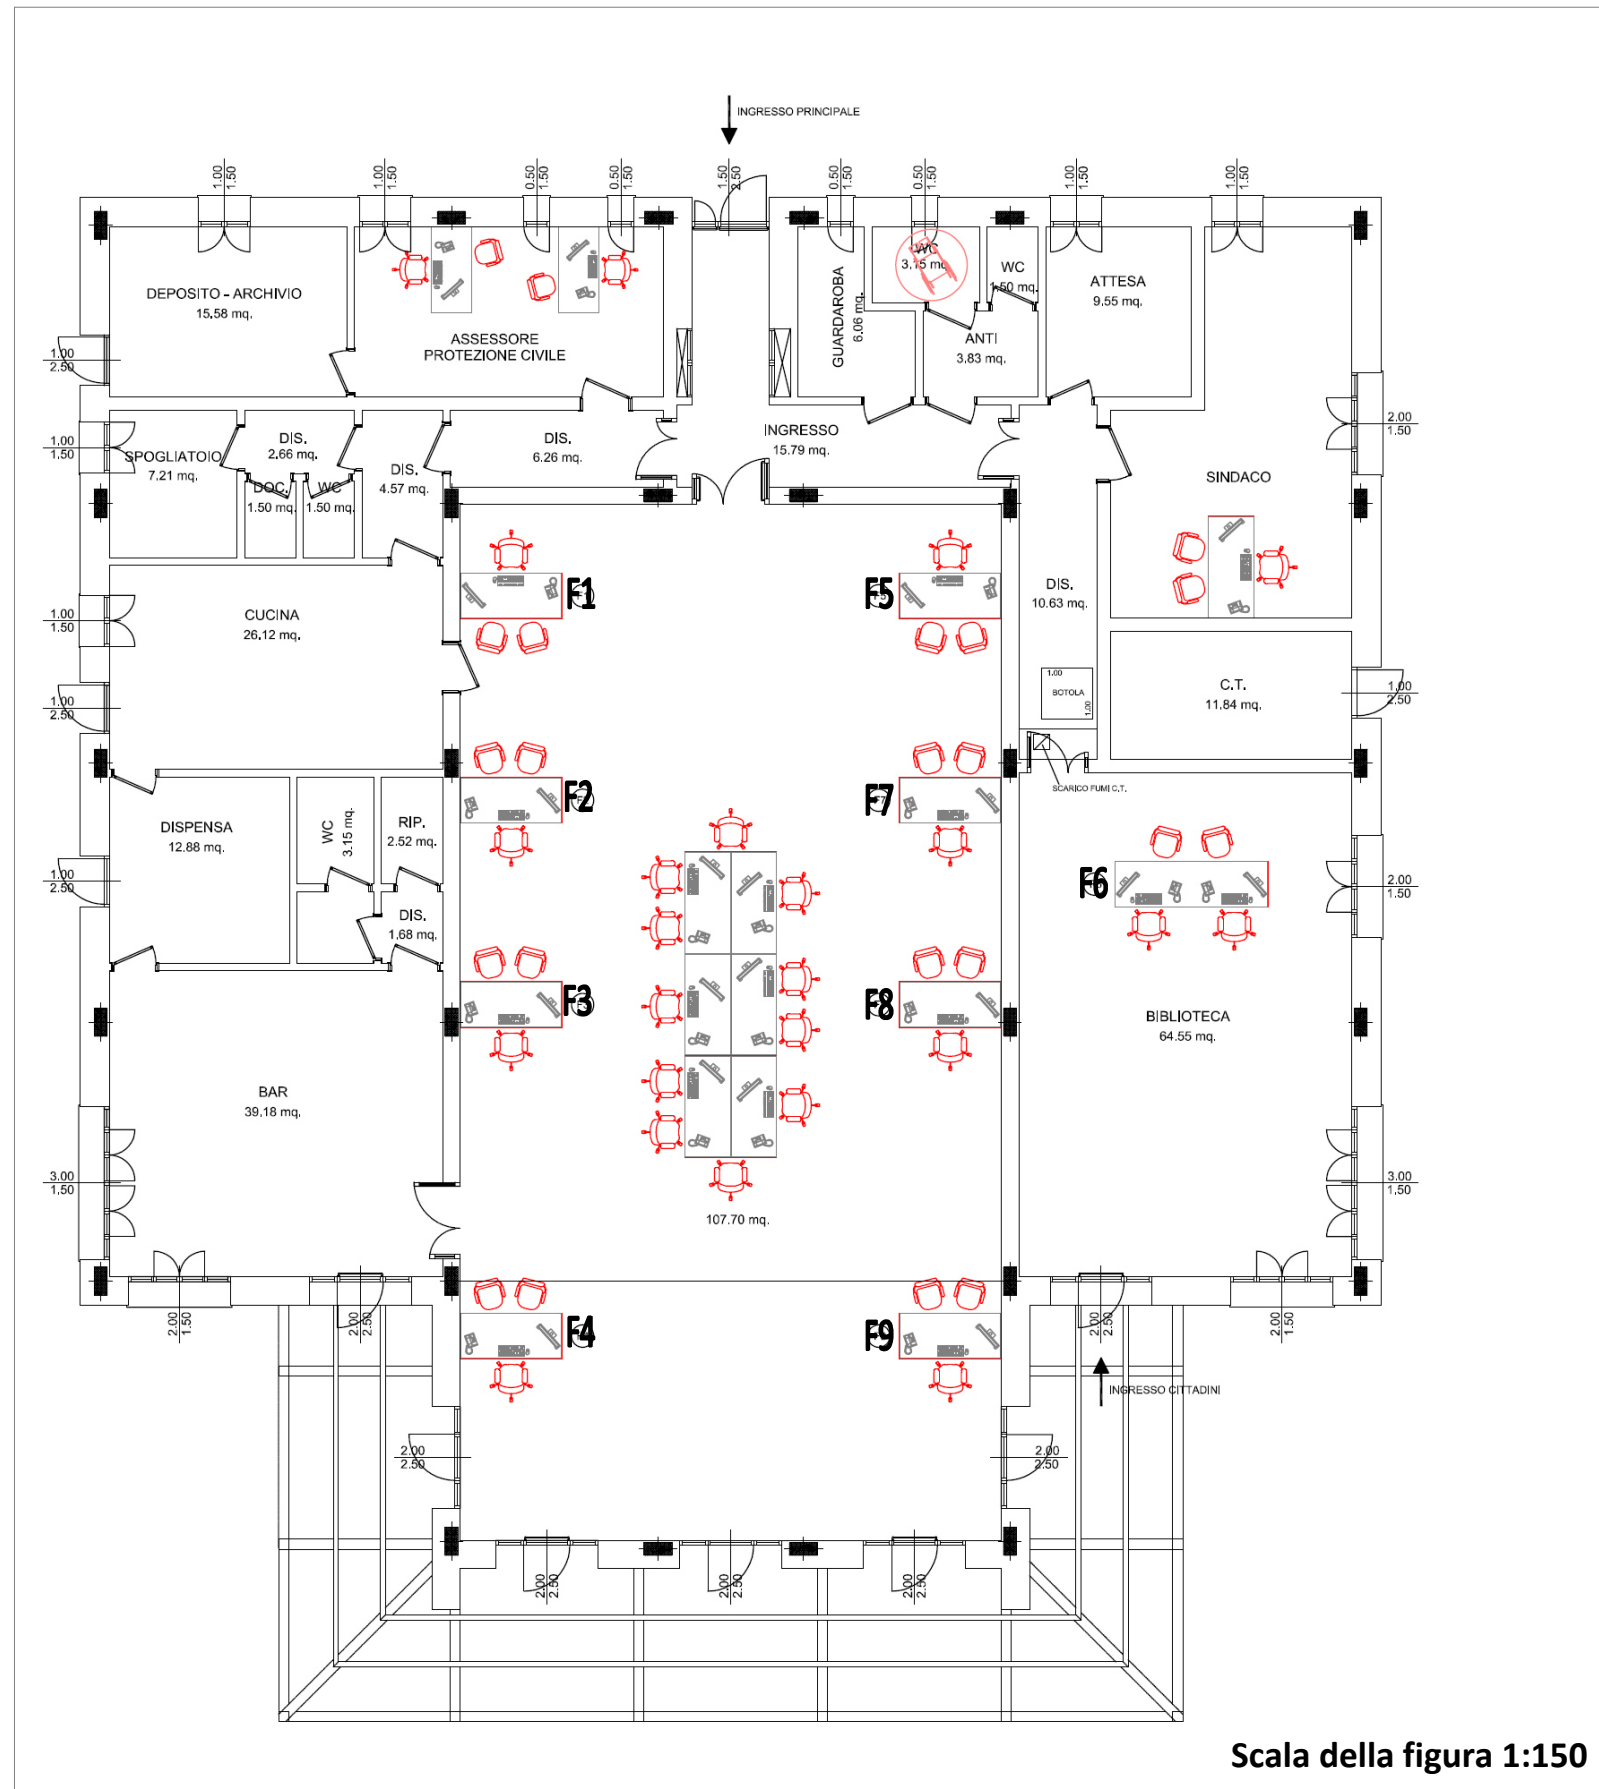 INGRESSO PRINCIPALE
1.00
1.50
1.00
1.50
0.50
1.50
0.50
1.50
1.50
2.50
0.50
1.50
0.50
1.50
1.00
1.50
1.00
1.50
DEPOSITO - ARCHIVIO
15.58 mq.
ASSESSORE
PROTEZIONE CIVILE
GUARDAROBA
6.06 mq.
WC
3.15 mq.
WC
1.50 mq.
ANTI
3.83 mq.
ATTESA
9.55 mq.
1.00
2.50
1.00
1.50
SPOGLIATOIO
7.21 mq.
DIS.
2.66 mq.
DOC.
1.50 mq.
WC
1.50 mq.
DIS.
4.57 mq.
DIS.
6.26 mq.
INGRESSO
15.79 mq.
2.00
1.50
SINDACO
F1
F5
DIS.
10.63 mq.
CUCINA
26.12 mq.
1.00
1.50
1.00
2.50
1.00
BOTOLA
1.00
C.T.
11.84 mq.
1.00
2.50
SCARICO FUMI C.T.
F2
F7
DISPENSA
12.88 mq.
WC
3.15 mq.
RIP.
2.52 mq.
1.00
2.50
DIS.
1.68 mq.
F6
2.00
1.50
F3
F8
BIBLIOTECA
64.55 mq.
BAR
39.18 mq.
3.00
1.50
107.70 mq.
3.00
1.50
2.00
1.50
2.00
2.50
F4
F9
2.00
2.50
2.00
1.50
INGRESSO CITTADINI
2.00
2.50
2.00
2.50
2.00
2.50
2.00
2.50
2.00
2.50
Scala della figura 1:150